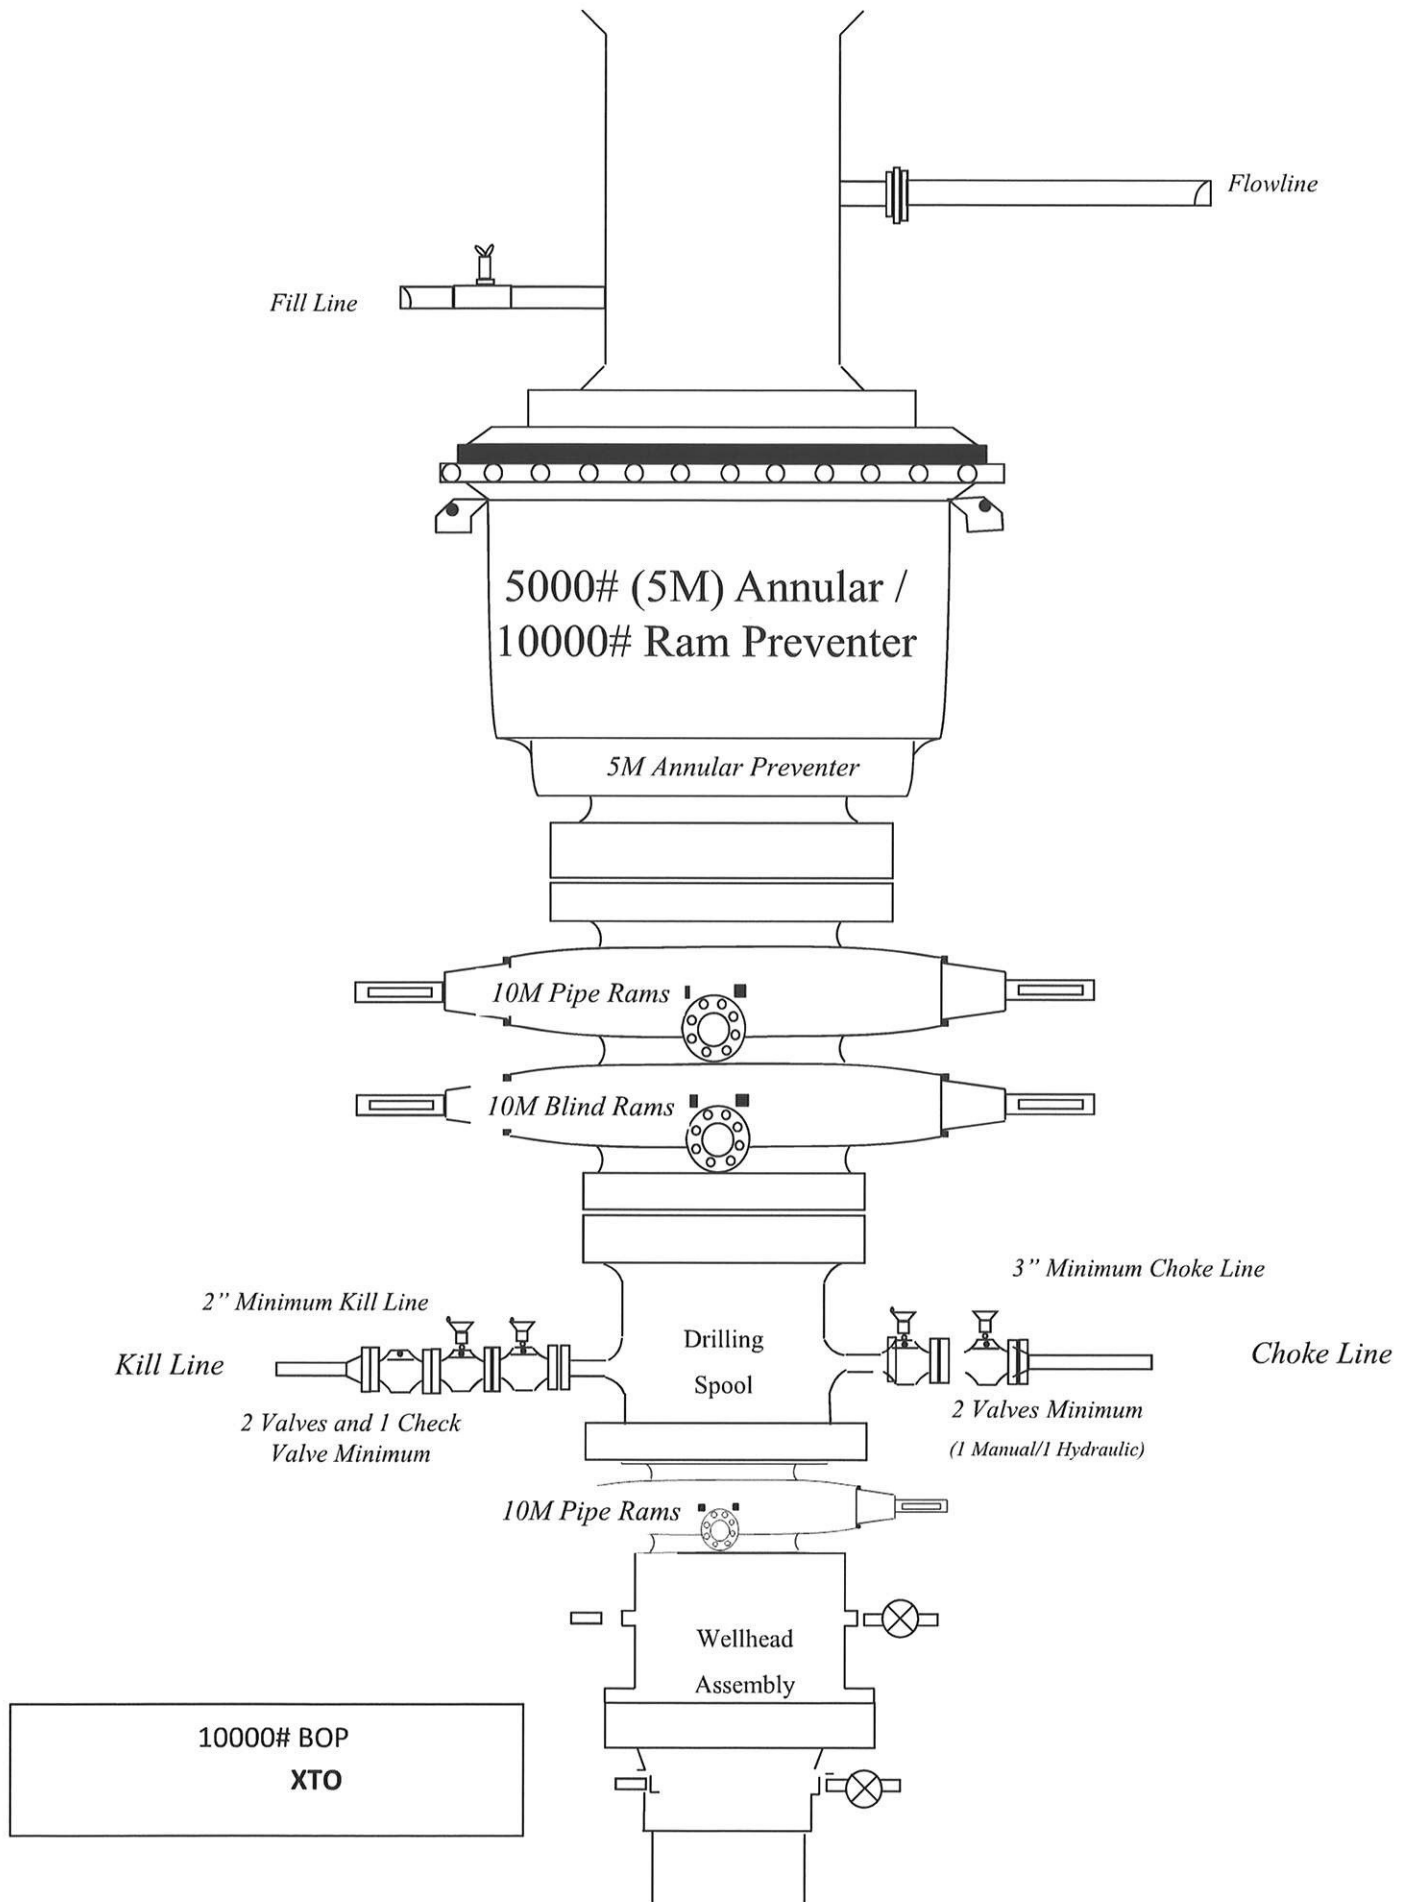 Flowline
Fill Line
5000# (5M) Annular /
10000# Ram Preventer
5M Annular Preventer
10M Pipe Rams
10M Blind Rams
3” Minimum Choke Line
2” Minimum Kill Line
Drilling
Spool
Kill Line
Choke Line
2 Valves and 1 Check
Valve Minimum
2 Valves Minimum
(1 Manual/1 Hydraulic)
10M Pipe Rams
Wellhead
Assembly
10000# BOP
XTO